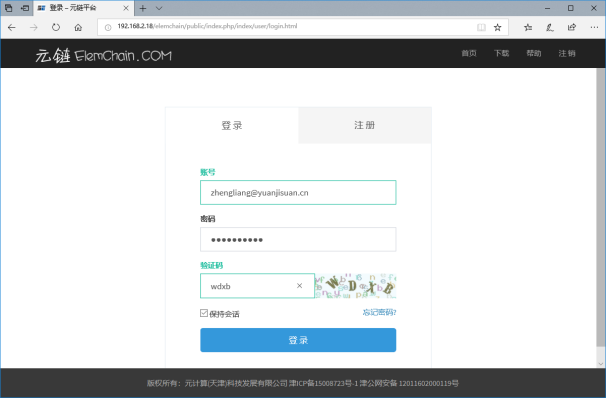 登录 - 元链平台
192.168.2.18/elemchain/public/index.php/index/user/login.html
元链 ElemChain.COM
首页 下载 帮助 注销
登录 注册
账号
zhengliang@yuanjisuan.cn
密码
验证码
wdxb
WDXB
保持会话 忘记密码?
登录
版权所有：元计算(天津)科技发展有限公司 津ICP备15008723号-1 津公网安备 12011602000119号